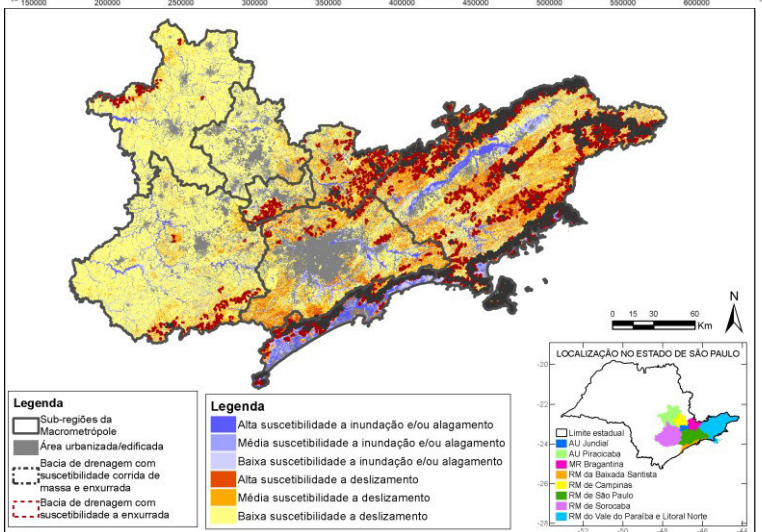 150000 200000 250000 300000 350000 400000 450000 500000 550000 600000
N
0 15 30 60
Km
Legenda
Sub-regiões da
Macrometrópole
Área urbanizada/edificada
Bacia de drenagem com
suscetibilidade corrida de
massa e enxurrada
Bacia de drenagem com
suscetibilidade a enxurrada
Legenda
Alta suscetibilidade a inundação e/ou alagamento
Média suscetibilidade a inundação e/ou alagamento
Baixa suscetibilidade a inundação e/ou alagamento
Alta suscetibilidade a deslizamento
Média suscetibilidade a deslizamento
Baixa suscetibilidade a deslizamento
LOCALIZAÇÃO NO ESTADO DE SÃO PAULO
-20
-22
-24
-26
-28
Limite estadual
AU Jundiaí
AU Piracicaba
MR Bragantina
RM da Baixada Santista
RM de Campinas
RM de São Paulo
RM de Sorocaba
RM do Vale do Paraíba e Litoral Norte
-52 -50 -48 -46 -44